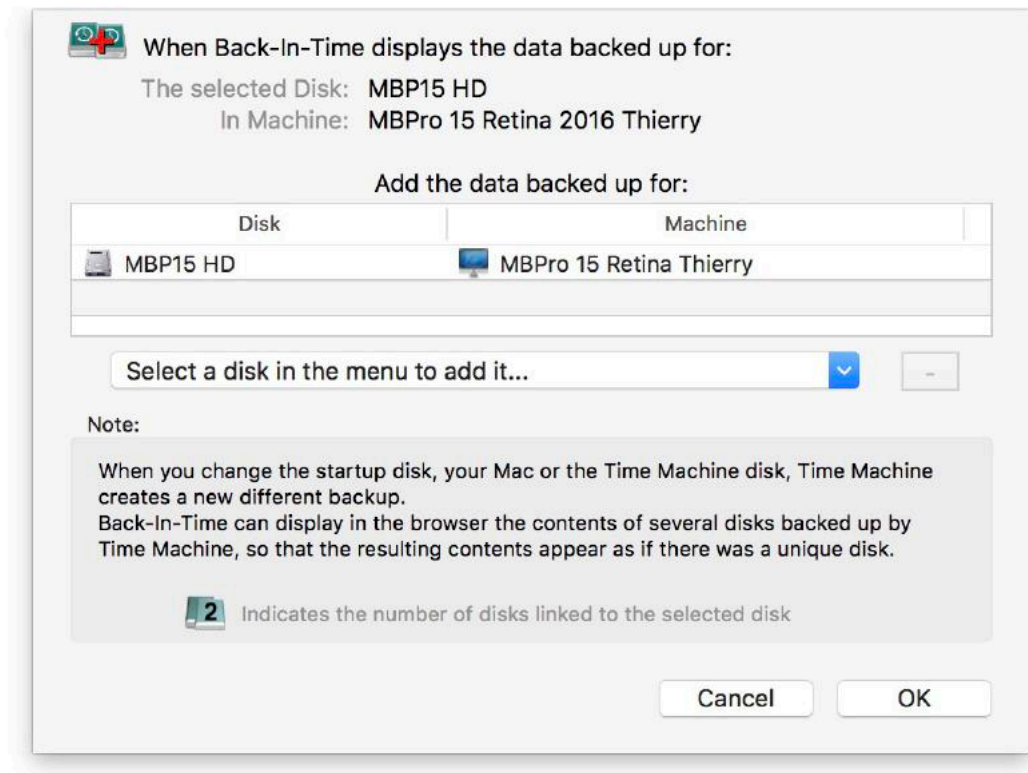 When Back-In-Time displays the data backed up for:
The selected Disk: MBP15 HD
In Machine: MBPro 15 Retina 2016 Thierry
Add the data backed up for:
Disk Machine
MBP15 HD MBPro 15 Retina Thierry
Select a disk in the menu to add it...
-
Note:
When you change the startup disk, your Mac or the Time Machine disk, Time Machine
creates a new different backup.
Back-In-Time can display in the browser the contents of several disks backed up by
Time Machine, so that the resulting contents appear as if there was a unique disk.
2 Indicates the number of disks linked to the selected disk
Cancel OK